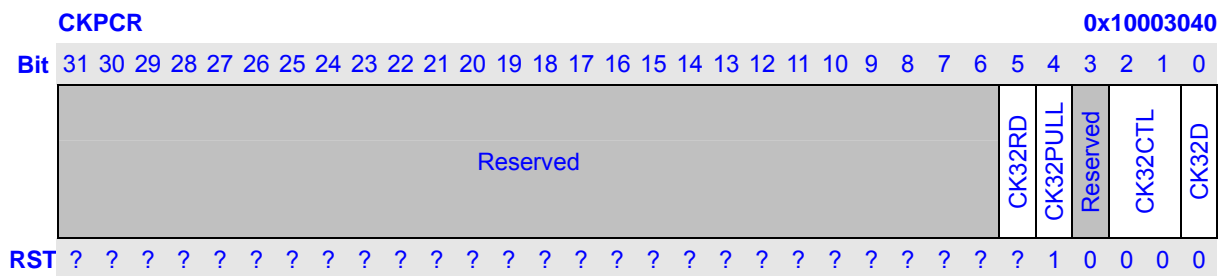 CKPCR 0x10003040
Bit 31 30 29 28 27 26 25 24 23 22 21 20 19 18 17 16 15 14 13 12 11 10 9 8 7 6 5 4 3 2 1 0
Reserved CK32RD CK32PULL Reserved CK32CTL CK32D
RST ? ? ? ? ? ? ? ? ? ? ? ? ? ? ? ? ? ? ? ? ? ? ? ? ? ? ? 1 0 0 0 0